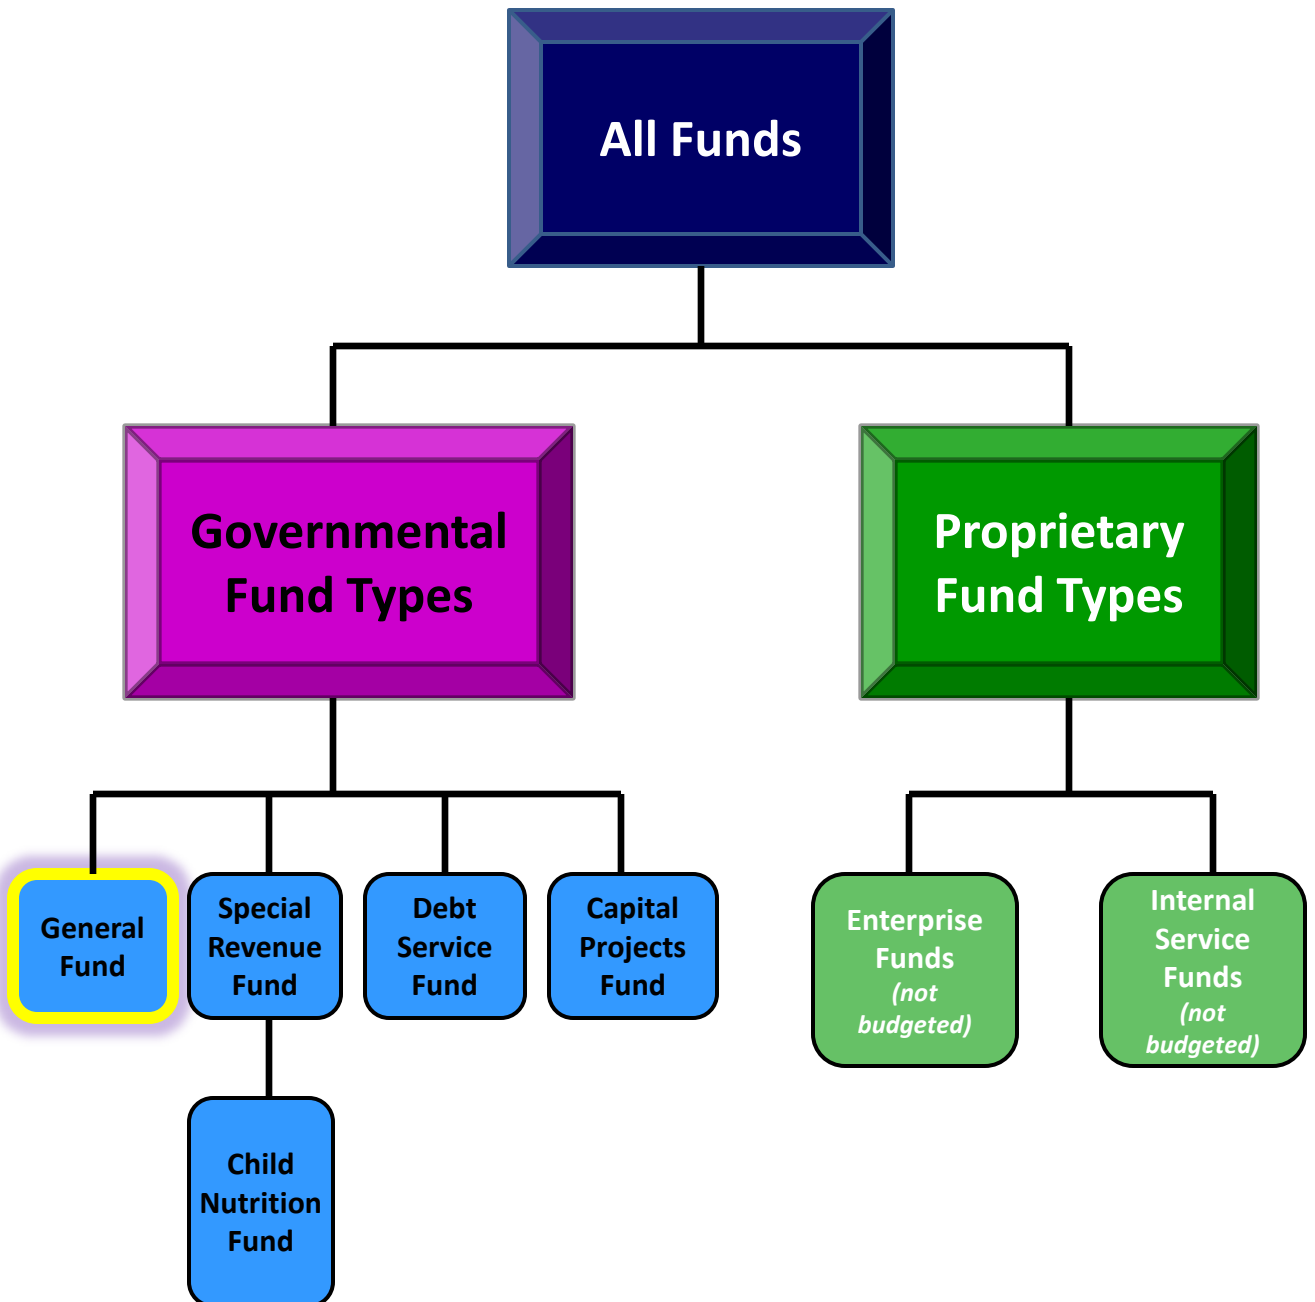 All Funds
Governmental
Fund Types
Proprietary
Fund Types
General
Fund
Special
Revenue
Fund
Debt
Service
Fund
Capital
Projects
Fund
Enterprise
Funds
(not
budgeted)
Internal
Service
Funds
(not
budgeted)
Child
Nutrition
Fund